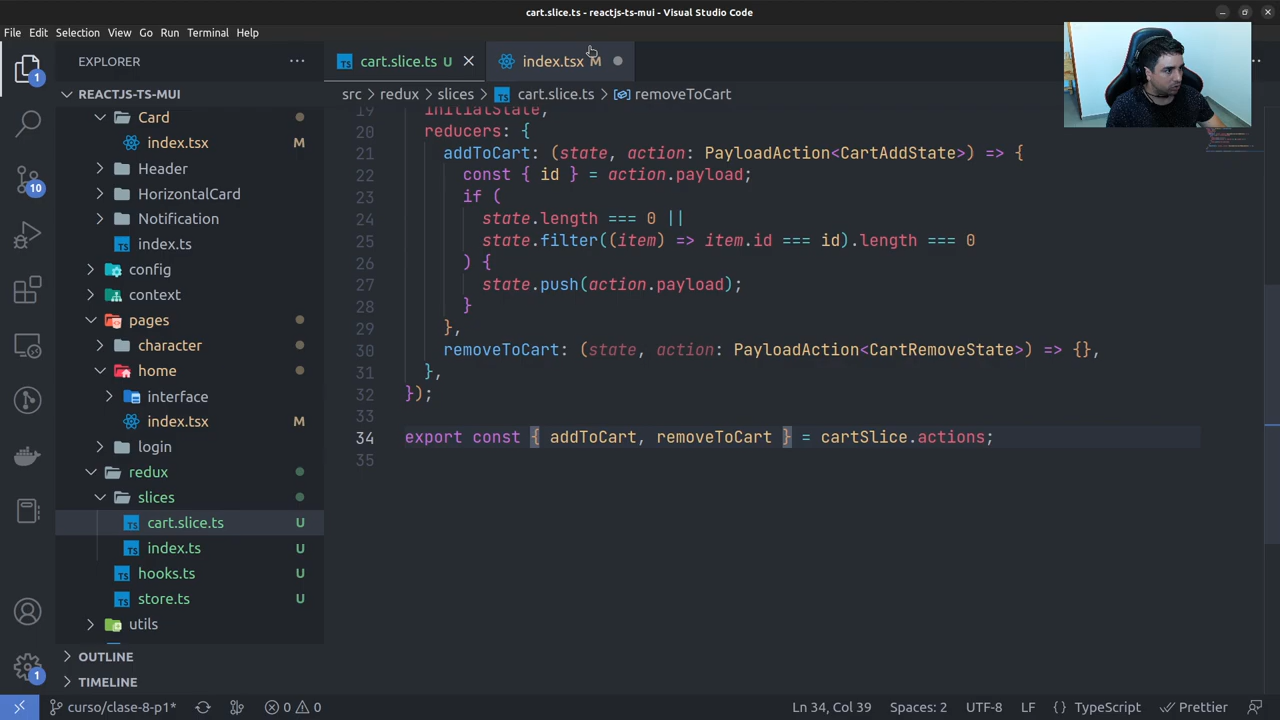 cart.slice.ts - reactjs-ts-mui - Visual Studio Code
File Edit Selection View Go Run Terminal Help
EXPLORER
cart.slice.ts U
index.tsx M
REACTJS-TS-MUI
src > redux > slices > cart.slice.ts > removeToCart
Card
index.tsx M
Header
HorizontalCard
Notification
index.ts
config
context
pages
character
home
interface
index.tsx M
login
redux
slices
cart.slice.ts U
index.ts U
hooks.ts U
store.ts U
utils
OUTLINE
TIMELINE
19 initialState,
20 reducers: {
21 addToCart: (state, action: PayloadAction<CartAddState>) => {
22 const { id } = action.payload;
23 if (
24 state.length === 0 ||
25 state.filter((item) => item.id === id).length === 0
26 ) {
27 state.push(action.payload);
28 }
29 },
30 removeToCart: (state, action: PayloadAction<CartRemoveState>) => {},
31 },
32 });
33
34 export const { addToCart, removeToCart } = cartSlice.actions;
35
1
10
1
curso/clase-8-p1* 0 0 Ln 34, Col 39 Spaces: 2 UTF-8 LF {} TypeScript Prettier